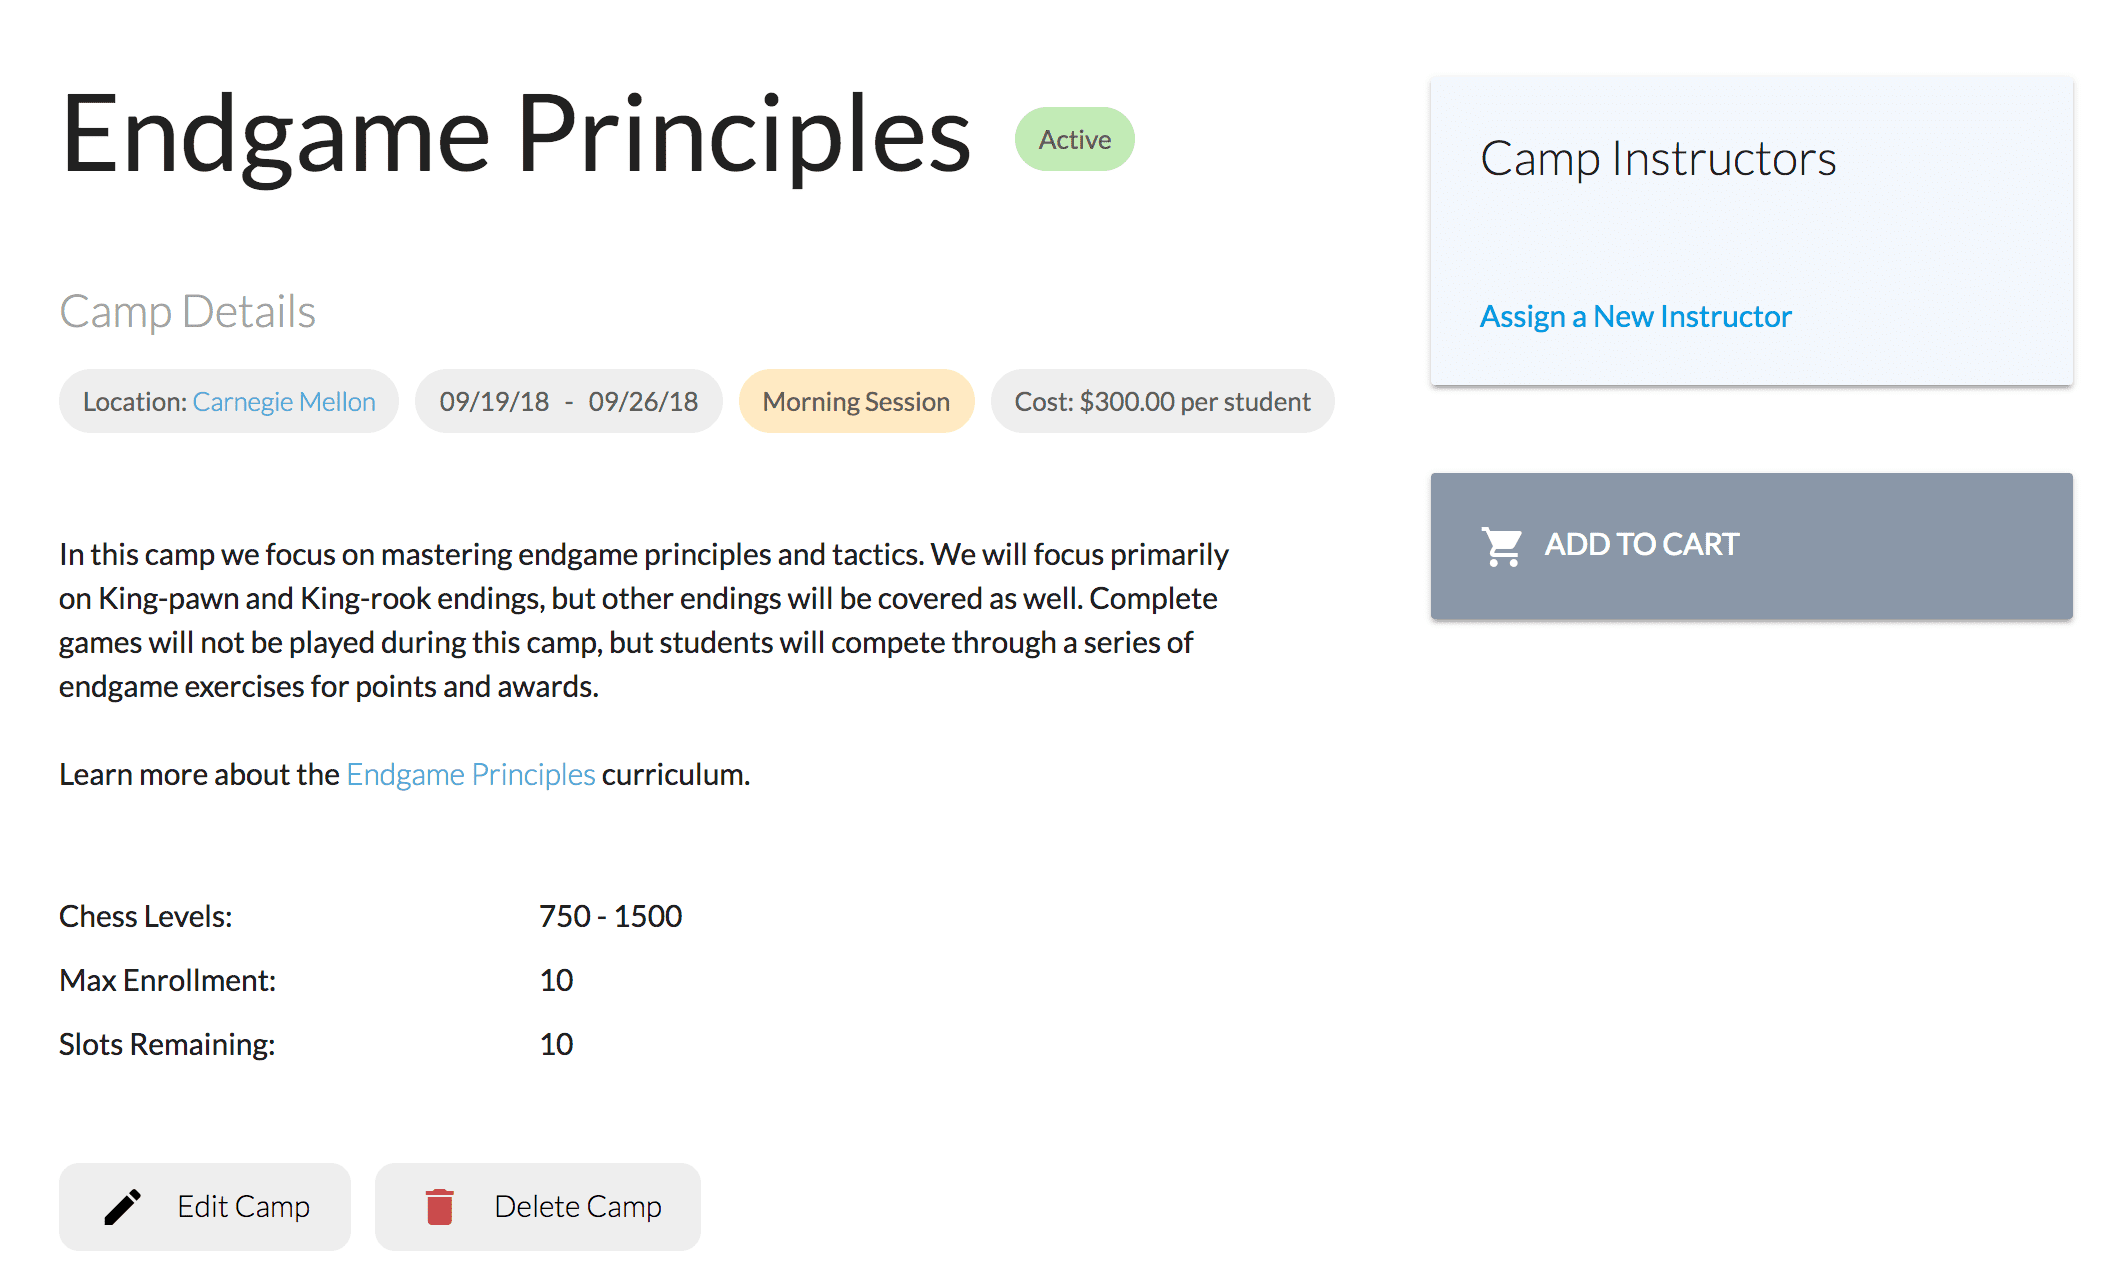 Endgame Principles
Active
Camp Details
Location: Carnegie Mellon
09/19/18 - 09/26/18
Morning Session
Cost: $300.00 per student
In this camp we focus on mastering endgame principles and tactics. We will focus primarily
on King-pawn and King-rook endings, but other endings will be covered as well. Complete
games will not be played during this camp, but students will compete through a series of
endgame exercises for points and awards.
Learn more about the Endgame Principles curriculum.
Chess Levels: 750 - 1500
Max Enrollment: 10
Slots Remaining: 10
Edit Camp
Delete Camp
Camp Instructors
Assign a New Instructor
ADD TO CART